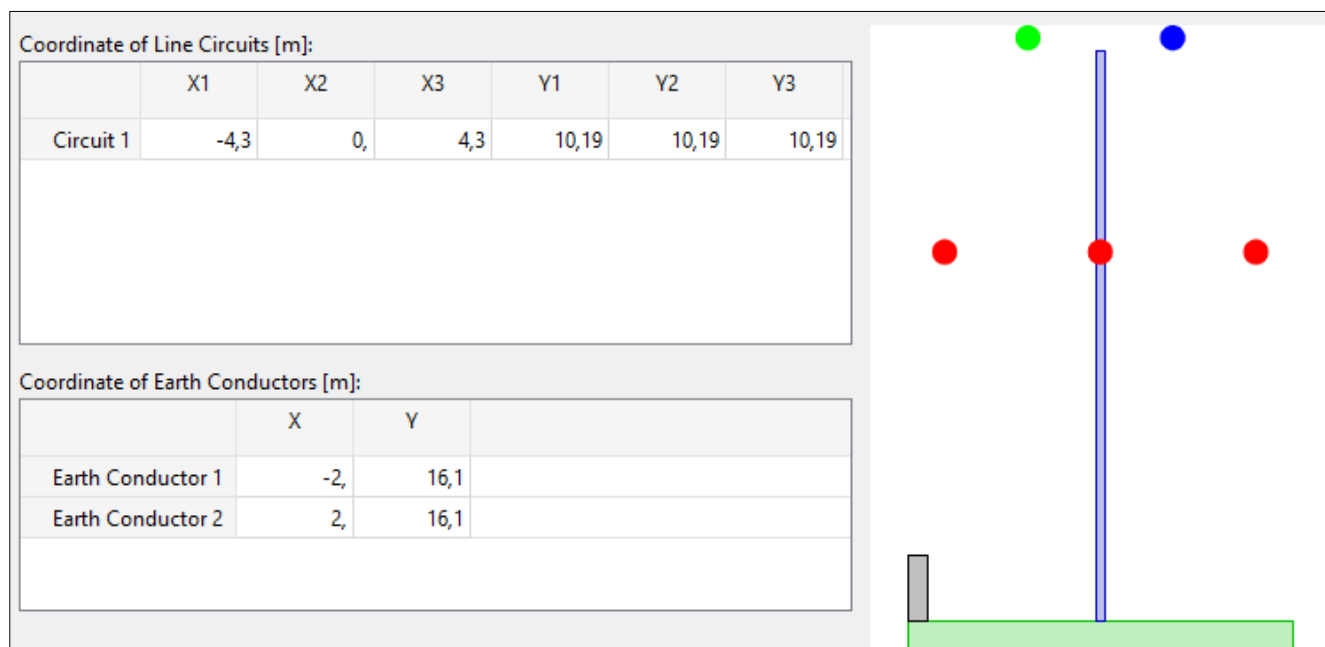 Coordinate of Line Circuits [m]:
X1 X2 X3 Y1 Y2 Y3
Circuit 1 -4,3 0, 4,3 10,19 10,19 10,19
Coordinate of Earth Conductors [m]:
X Y
Earth Conductor 1 -2, 16,1
Earth Conductor 2 2, 16,1